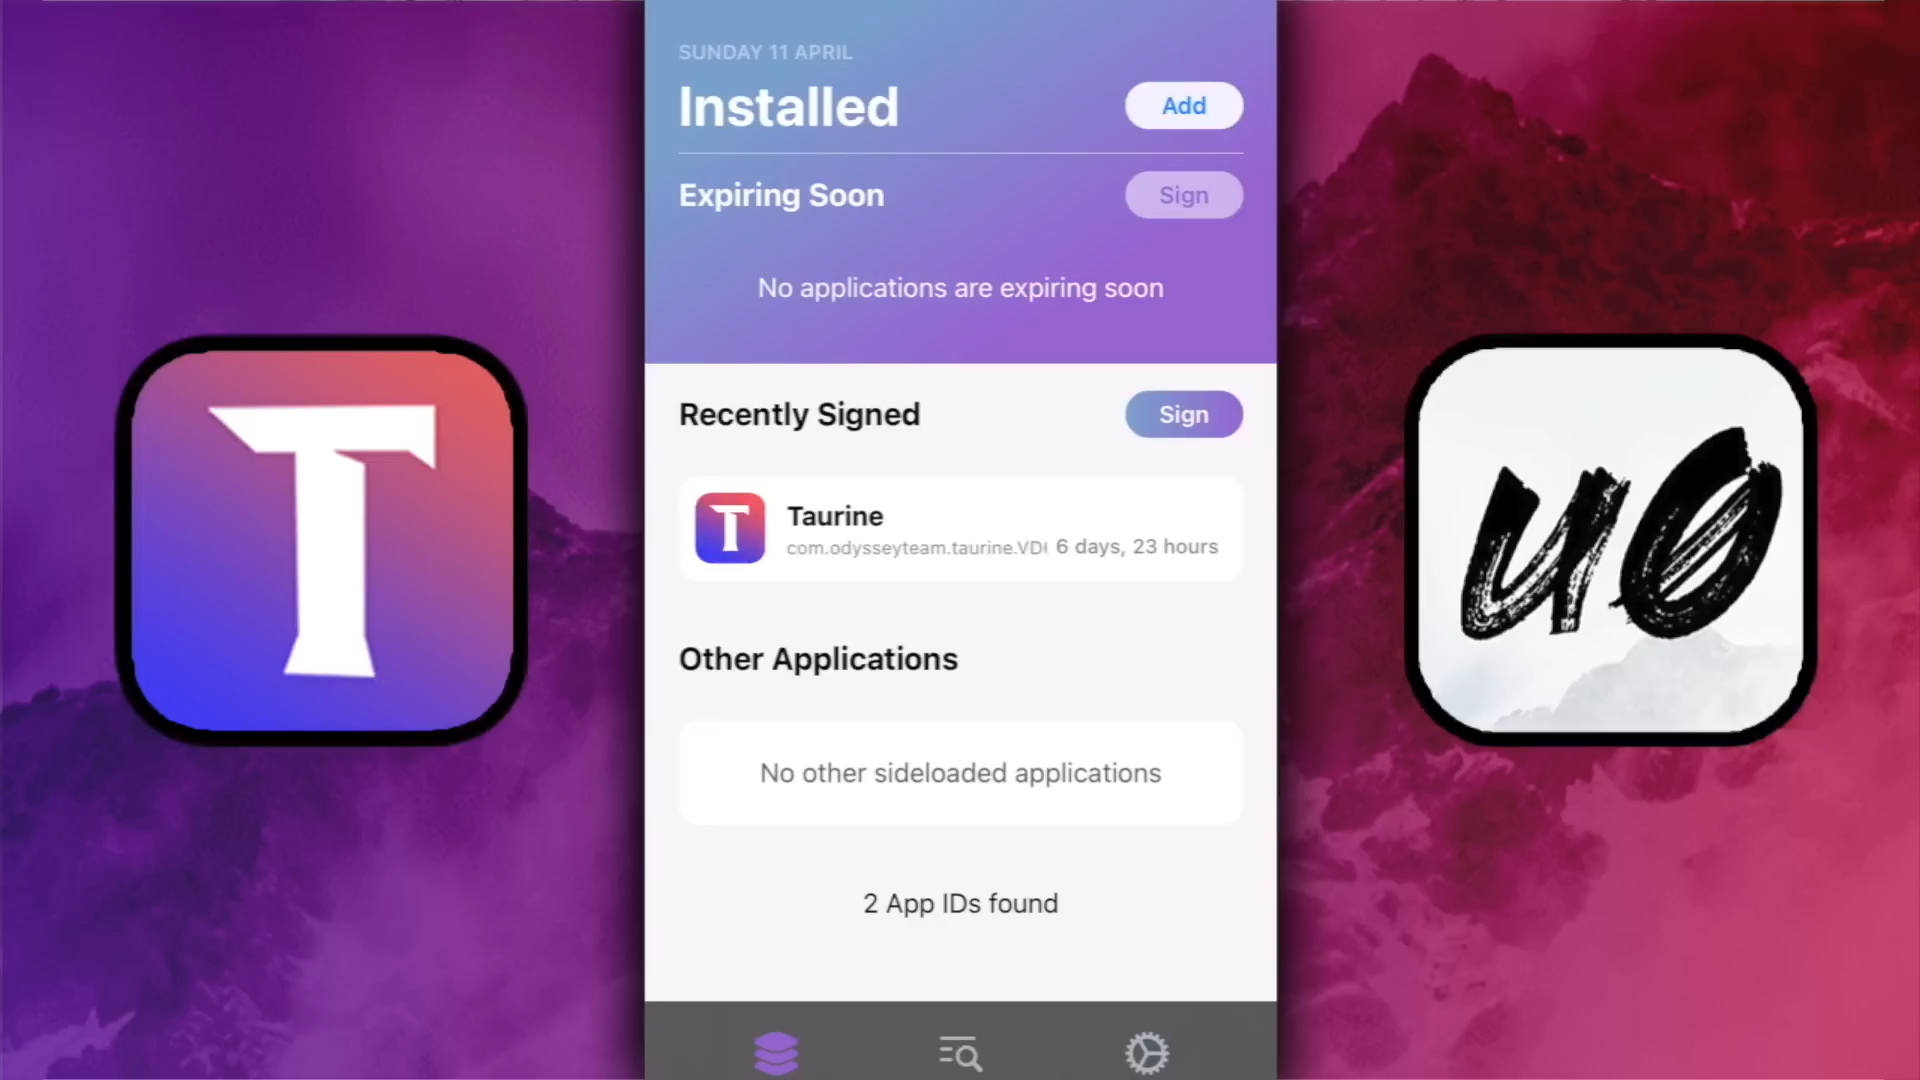 SUNDAY 11 APRIL
Installed
Add
Expiring Soon
Sign
No applications are expiring soon
Recently Signed
Sign
T
Taurine
com.odysseyteam.taurine.VD 6 days, 23 hours
Other Applications
No other sideloaded applications
2 App IDs found
T
u0